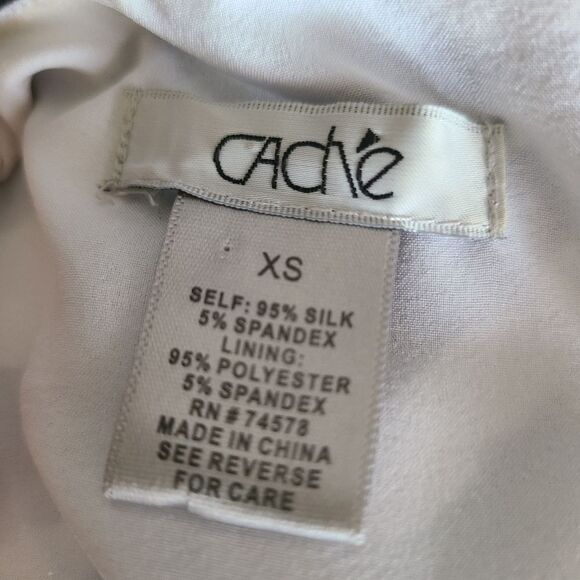 Caché
XS
SELF: 95% SILK
5% SPANDEX
LINING:
95% POLYESTER
5% SPANDEX
RN # 74578
MADE IN CHINA
SEE REVERSE
FOR CARE